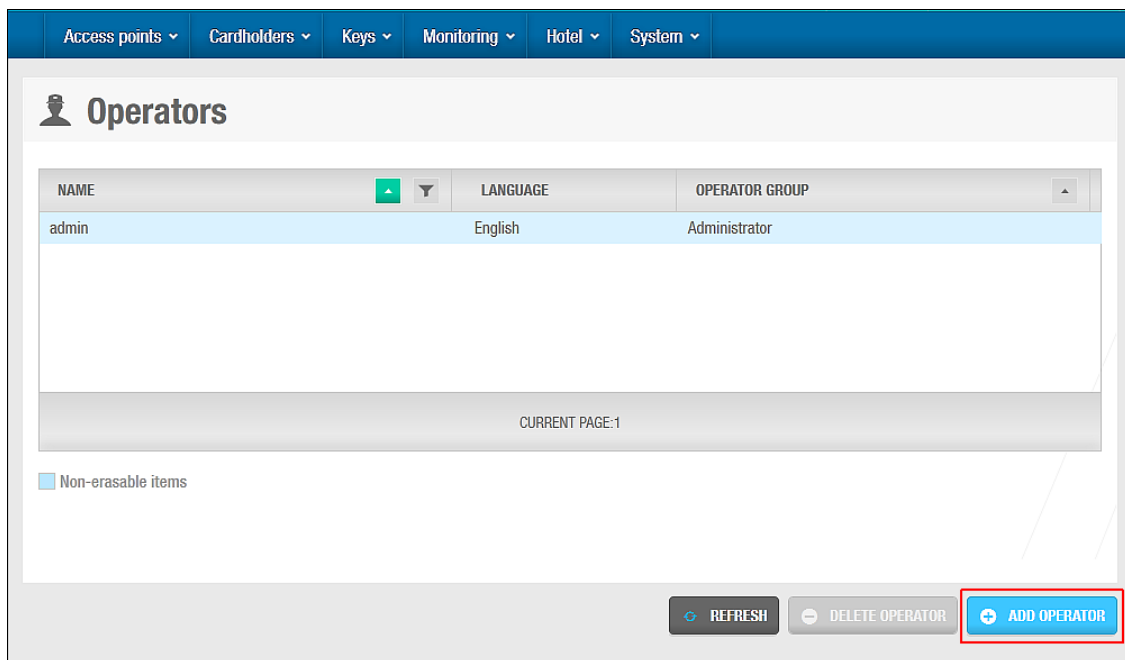 Access points Cardholders Keys Monitoring Hotel System
Operators
NAME LANGUAGE OPERATOR GROUP
admin English Administrator
CURRENT PAGE:1
Non-erasable items
REFRESH DELETE OPERATOR ADD OPERATOR